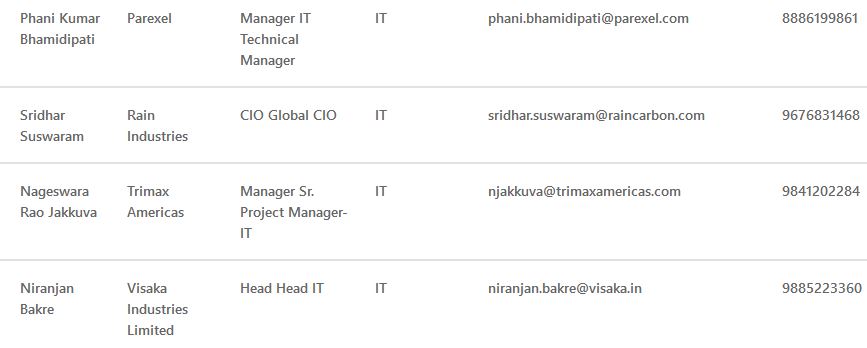 Phani Kumar Parexel Manager IT IT phani.bhamidipati@parexel.com 8886199861
Bhamidipati Technical
Manager
Sridhar Rain CIO Global CIO IT sridhar.suswaram@raincarbon.com 9676831468
Suswaram Industries
Nageswara Trimax Manager Sr. IT njakkuva@trimaxamericas.com 9841202284
Rao Jakkuva Americas Project Manager-
IT
Niranjan Visaka Head Head IT IT niranjan.bakre@visaka.in 9885223360
Bakre Industries
Limited